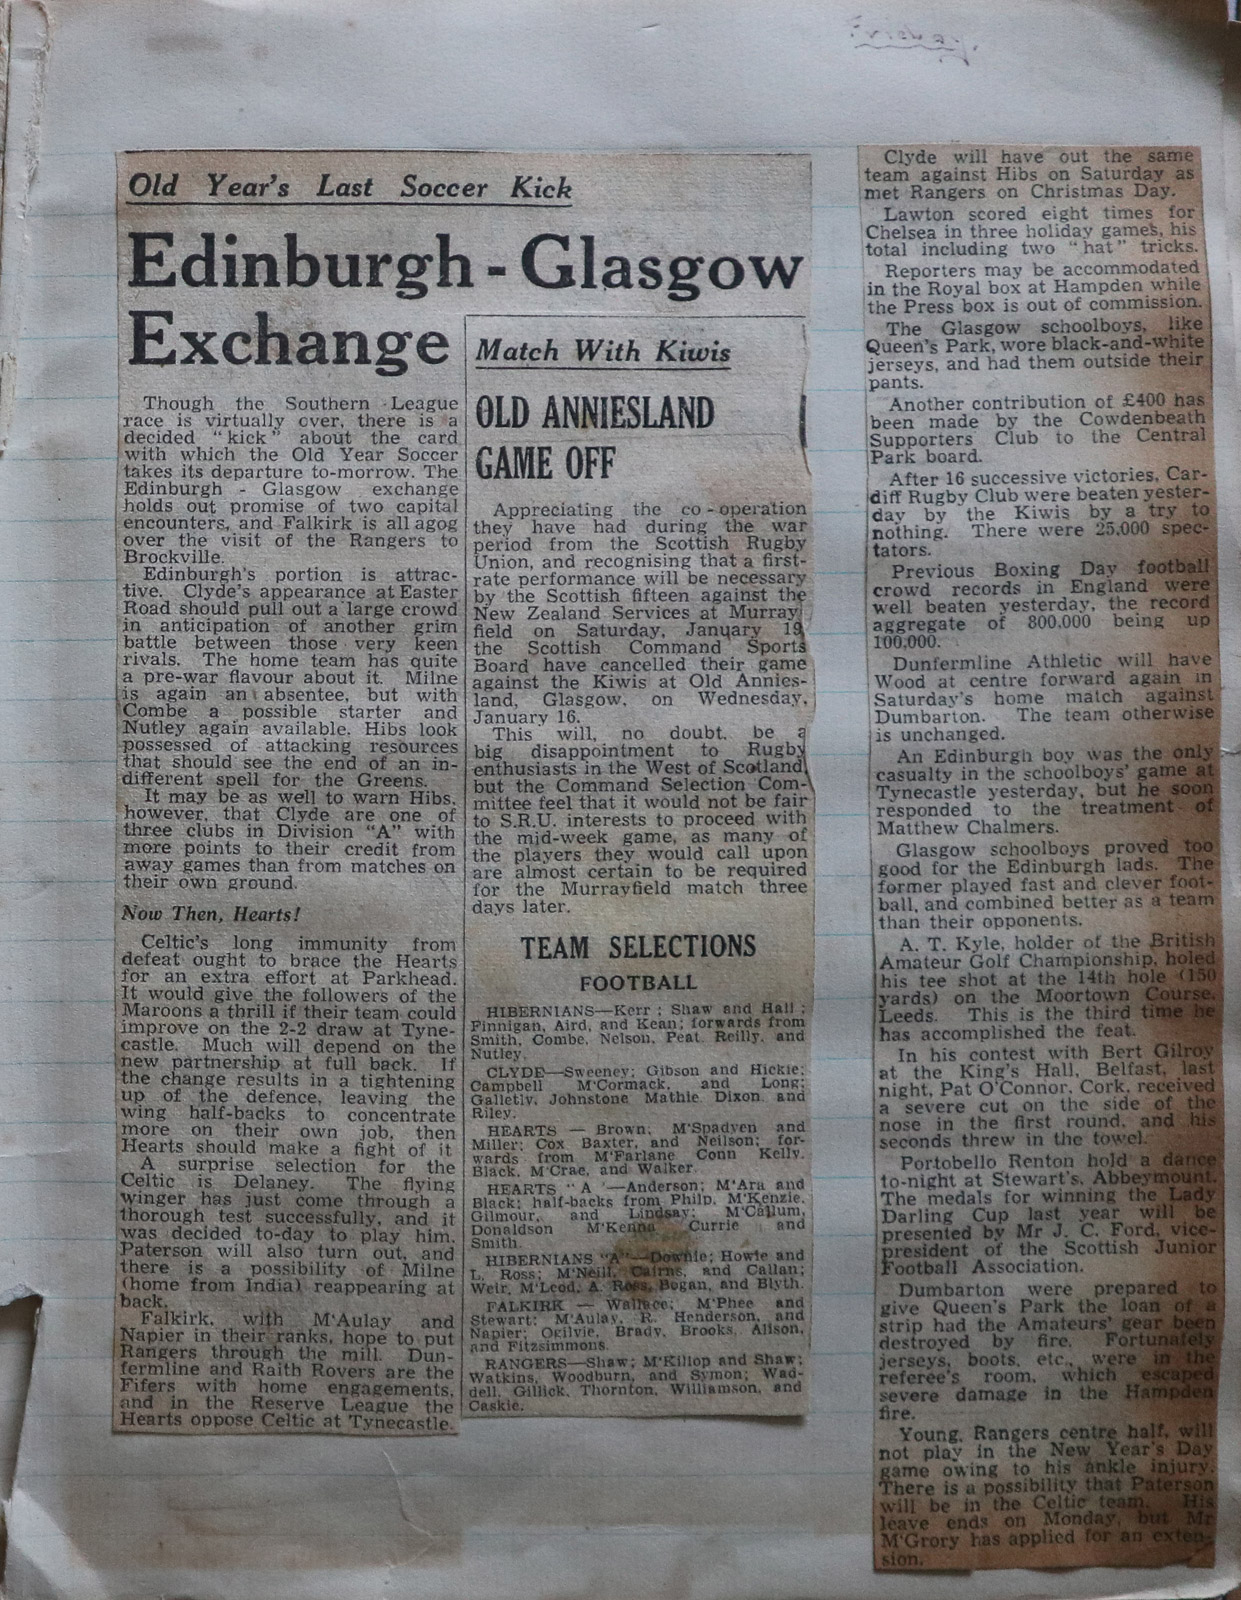 Old Year's Last Soccer Kick
Edinburgh - Glasgow
Exchange
Though the Southern League
race is virtually over, there is a
decided "kick" about the card
with which the Old Year Soccer
takes its departure to-morrow. The
Edinburgh - Glasgow exchange
holds out promise of two capital
encounters, and Falkirk is all agog
over the visit of the Rangers to
Brockville.
Edinburgh's portion is attrac-
tive. Clyde's appearance at Easter
Road should pull out a large crowd
in anticipation of another grim
battle between those very keen
rivals. The home team has quite
a pre-war flavour about it. Milne
is again an absentee, but with
Combe a possible starter and
Nutley again available, Hibs look
possessed of attacking resources
that should see the end of an in-
different spell for the Greens.
It may be as well to warn Hibs,
however, that Clyde are one of
three clubs in Division "A" with
more points to their credit from
away games than from matches on
their own ground.
Now Then, Hearts!
Celtic's long immunity from
defeat ought to brace the Hearts
for an extra effort at Parkhead.
It would give the followers of the
Maroons a thrill if their team could
improve on the 2-2 draw at Tyne-
castle. Much will depend on the
new partnership at full back. If
the change results in a tightening
up of the defence, leaving the
wing half-backs to concentrate
more on their own job, then
Hearts should make a fight of it
A surprise selection for the
Celtic is Delaney. The flying
winger has just come through a
thorough test successfully, and it
was decided to-day to play him.
Paterson will also turn out, and
there is a possibility of Milne
(home from India) reappearing at
back.
Falkirk, with M'Aulay and
Napier in their ranks, hope to put
Rangers through the mill. Dun-
fermline and Raith Rovers are the
Fifers with home engagements,
and in the Reserve League the
Hearts oppose Celtic at Tynecastle.
Match With Kiwis
OLD ANNIESLAND
GAME OFF
Appreciating the co-operation
they have had during the war
period from the Scottish Rugby
Union, and recognising that a first-
rate performance will be necessary
by the Scottish fifteen against the
New Zealand Services at Murray
field on Saturday, January 19,
the Scottish Command Sports
Board have cancelled their game
against the Kiwis at Old Annies-
land, Glasgow, on Wednesday,
January 16.
This will, no doubt, be a
big disappointment to Rugby
enthusiasts in the West of Scotland,
but the Command Selection Com-
mittee feel that it would not be fair
to S.R.U. interests to proceed with
the mid-week game, as many of
the players they would call upon
are almost certain to be required
for the Murrayfield match three
days later.
TEAM SELECTIONS
FOOTBALL
HIBERNIANS—Kerr; Shaw and Hall;
Finnigan, Aird, and Kean; forwards from
Smith, Combe, Nelson, Peat, Reilly, and
Nutley.
CLYDE—Sweeney; Gibson and Hickie;
Campbell M'Cormack, and Long;
Galletly, Johnstone Mathie Dixon and
Riley.
HEARTS — Brown; M'Spadyen and
Miller; Cox Baxter, and Neilson; for-
wards from M'Farlane Conn Kelly,
Black, M'Crae, and Walker.
HEARTS "A"—Anderson; M'Ara and
Black; half-backs from Philp, M'Kenzie,
Gilmour, and Lindsay; M'Callum,
Donaldson M'Kenna Currie and
Smith.
HIBERNIANS "A"—Downie; Howie and
L. Ross; M'Neill, Cairns, and Callan;
Weir, M'Leod, A. Ross, Bogan, and Blyth.
FALKIRK — Wallace; M'Phee and
Stewart; M'Aulay, R. Henderson, and
Napier; Ogilvie, Brady, Brooks, Alison,
and Fitzsimmons.
RANGERS—Shaw; M'Killop and Shaw;
Watkins, Woodburn, and Symon; Wad-
dell, Gillick, Thornton, Williamson, and
Caskie.
Clyde will have out the same
team against Hibs on Saturday as
met Rangers on Christmas Day.
Lawton scored eight times for
Chelsea in three holiday games, his
total including two "hat" tricks.
Reporters may be accommodated
in the Royal box at Hampden while
the Press box is out of commission.
The Glasgow schoolboys, like
Queen's Park, wore black-and-white
jerseys, and had them outside their
pants.
Another contribution of £400 has
been made by the Cowdenbeath
Supporters Club to the Central
Park board.
After 16 successive victories, Car-
diff Rugby Club were beaten yester-
day by the Kiwis by a try to
nothing. There were 25,000 spec-
tators.
Previous Boxing Day football
crowd records in England were
well beaten yesterday, the record
aggregate of 800,000 being up
100,000.
Dunfermline Athletic will have
Wood at centre forward again in
Saturday's home match against
Dumbarton. The team otherwise
is unchanged.
An Edinburgh boy was the only
casualty in the schoolboys' game at
Tynecastle yesterday, but he soon
responded to the treatment of
Matthew Chalmers.
Glasgow schoolboys proved too
good for the Edinburgh lads. The
former played fast and clever foot-
ball, and combined better as a team
than their opponents.
A. T. Kyle, holder of the British
Amateur Golf Championship, holed
his tee shot at the 14th hole (150
yards) on the Moortown Course,
Leeds. This is the third time he
has accomplished the feat.
In his contest with Bert Gilroy
at the King's Hall, Belfast, last
night, Pat O'Connor, Cork, received
a severe cut on the side of the
nose in the first round, and his
seconds threw in the towel.
Portobello Renton hold a dance
to-night at Stewart's, Abbeymount.
The medals for winning the Lady
Darling Cup last year will be
presented by Mr J. C. Ford, vice-
president of the Scottish Junior
Football Association.
Dumbarton were prepared to
give Queen's Park the loan of a
strip had the Amateurs' gear been
destroyed by fire. Fortunately
jerseys, boots, etc., were in the
referee's room, which escaped
severe damage in the Hampden
fire.
Young, Rangers centre half, will
not play in the New Year's Day
game owing to his ankle injury.
There is a possibility that Paterson
will be in the Celtic team. His
leave ends on Monday, but Mr
M'Grory has applied for an exten-
sion.